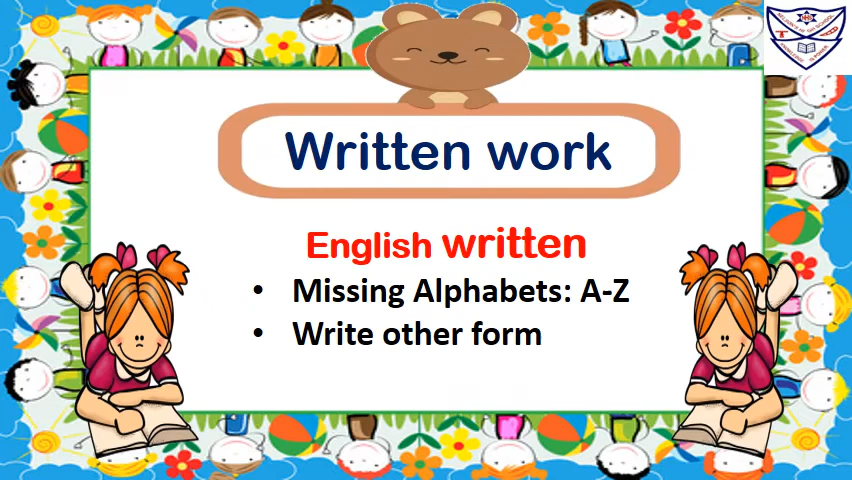 Written work
English written
• Missing Alphabets: A-Z
• Write other form